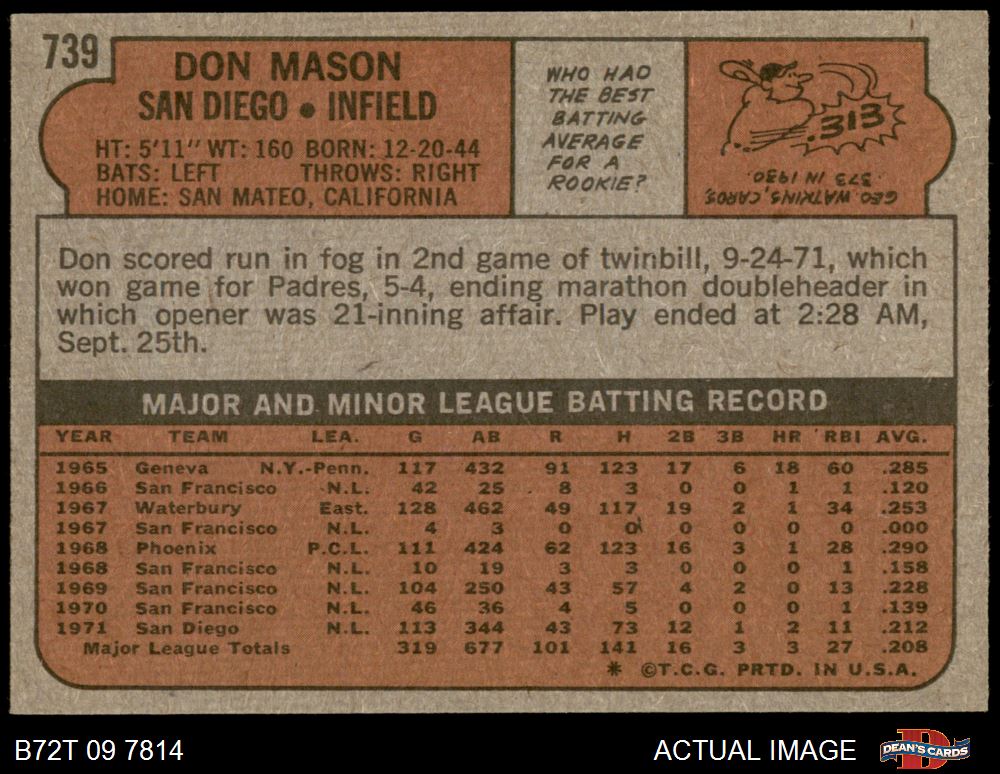 739
DON MASON
SAN DIEGO • INFIELD
HT: 5'11" WT: 160 BORN: 12-20-44
BATS: LEFT THROWS: RIGHT
HOME: SAN MATEO, CALIFORNIA
WHO HAD
THE BEST
BATTING
AVERAGE
FOR A
ROOKIE?
.313
GEO. WATKINS, CARDS,
.373 IN 1930.
Don scored run in fog in 2nd game of twinbill, 9-24-71, which
won game for Padres, 5-4, ending marathon doubleheader in
which opener was 21-inning affair. Play ended at 2:28 AM,
Sept. 25th.
MAJOR AND MINOR LEAGUE BATTING RECORD
YEAR TEAM LEA. G AB R H 2B 3B HR RBI AVG.
1965 Geneva N.Y.-Penn. 117 432 91 123 17 6 18 60 .285
1966 San Francisco N.L. 42 25 8 3 0 0 1 1 .120
1967 Waterbury East. 128 462 49 117 19 2 1 34 .253
1967 San Francisco N.L. 4 3 0 0 0 0 0 0 .000
1968 Phoenix P.C.L. 111 424 62 123 16 3 1 28 .290
1968 San Francisco N.L. 10 19 3 3 0 0 0 1 .158
1969 San Francisco N.L. 104 250 43 57 4 2 0 13 .228
1970 San Francisco N.L. 46 36 4 5 0 0 0 1 .139
1971 San Diego N.L. 113 344 43 73 12 1 2 11 .212
Major League Totals 319 677 101 141 16 3 3 27 .208
* ©T.C.G. PRTD. IN U.S.A.
B72T 09 7814 ACTUAL IMAGE DEAN'S CARDS